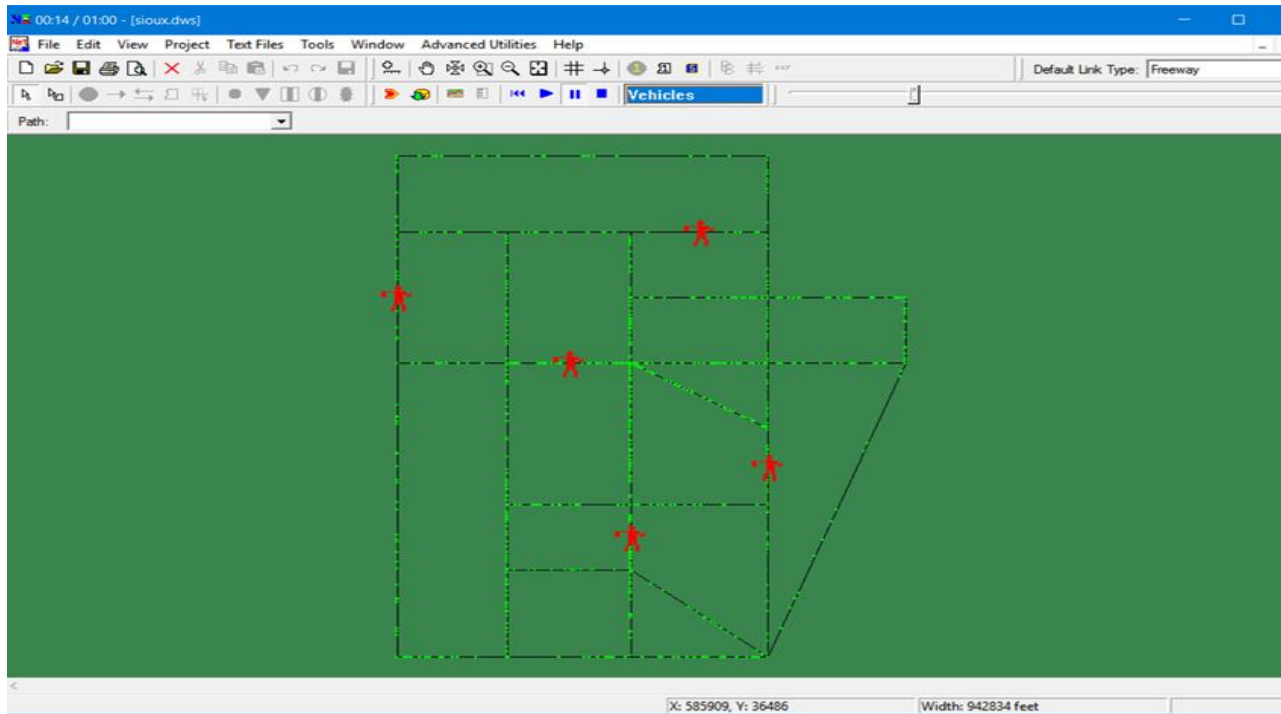 00:14 / 01:00 - [sioux.dws]
File Edit View Project Text Files Tools Window Advanced Utilities Help
Default Link Type: Freeway
Vehicles
Path:
X: 585909, Y: 36486 Width: 942834 feet